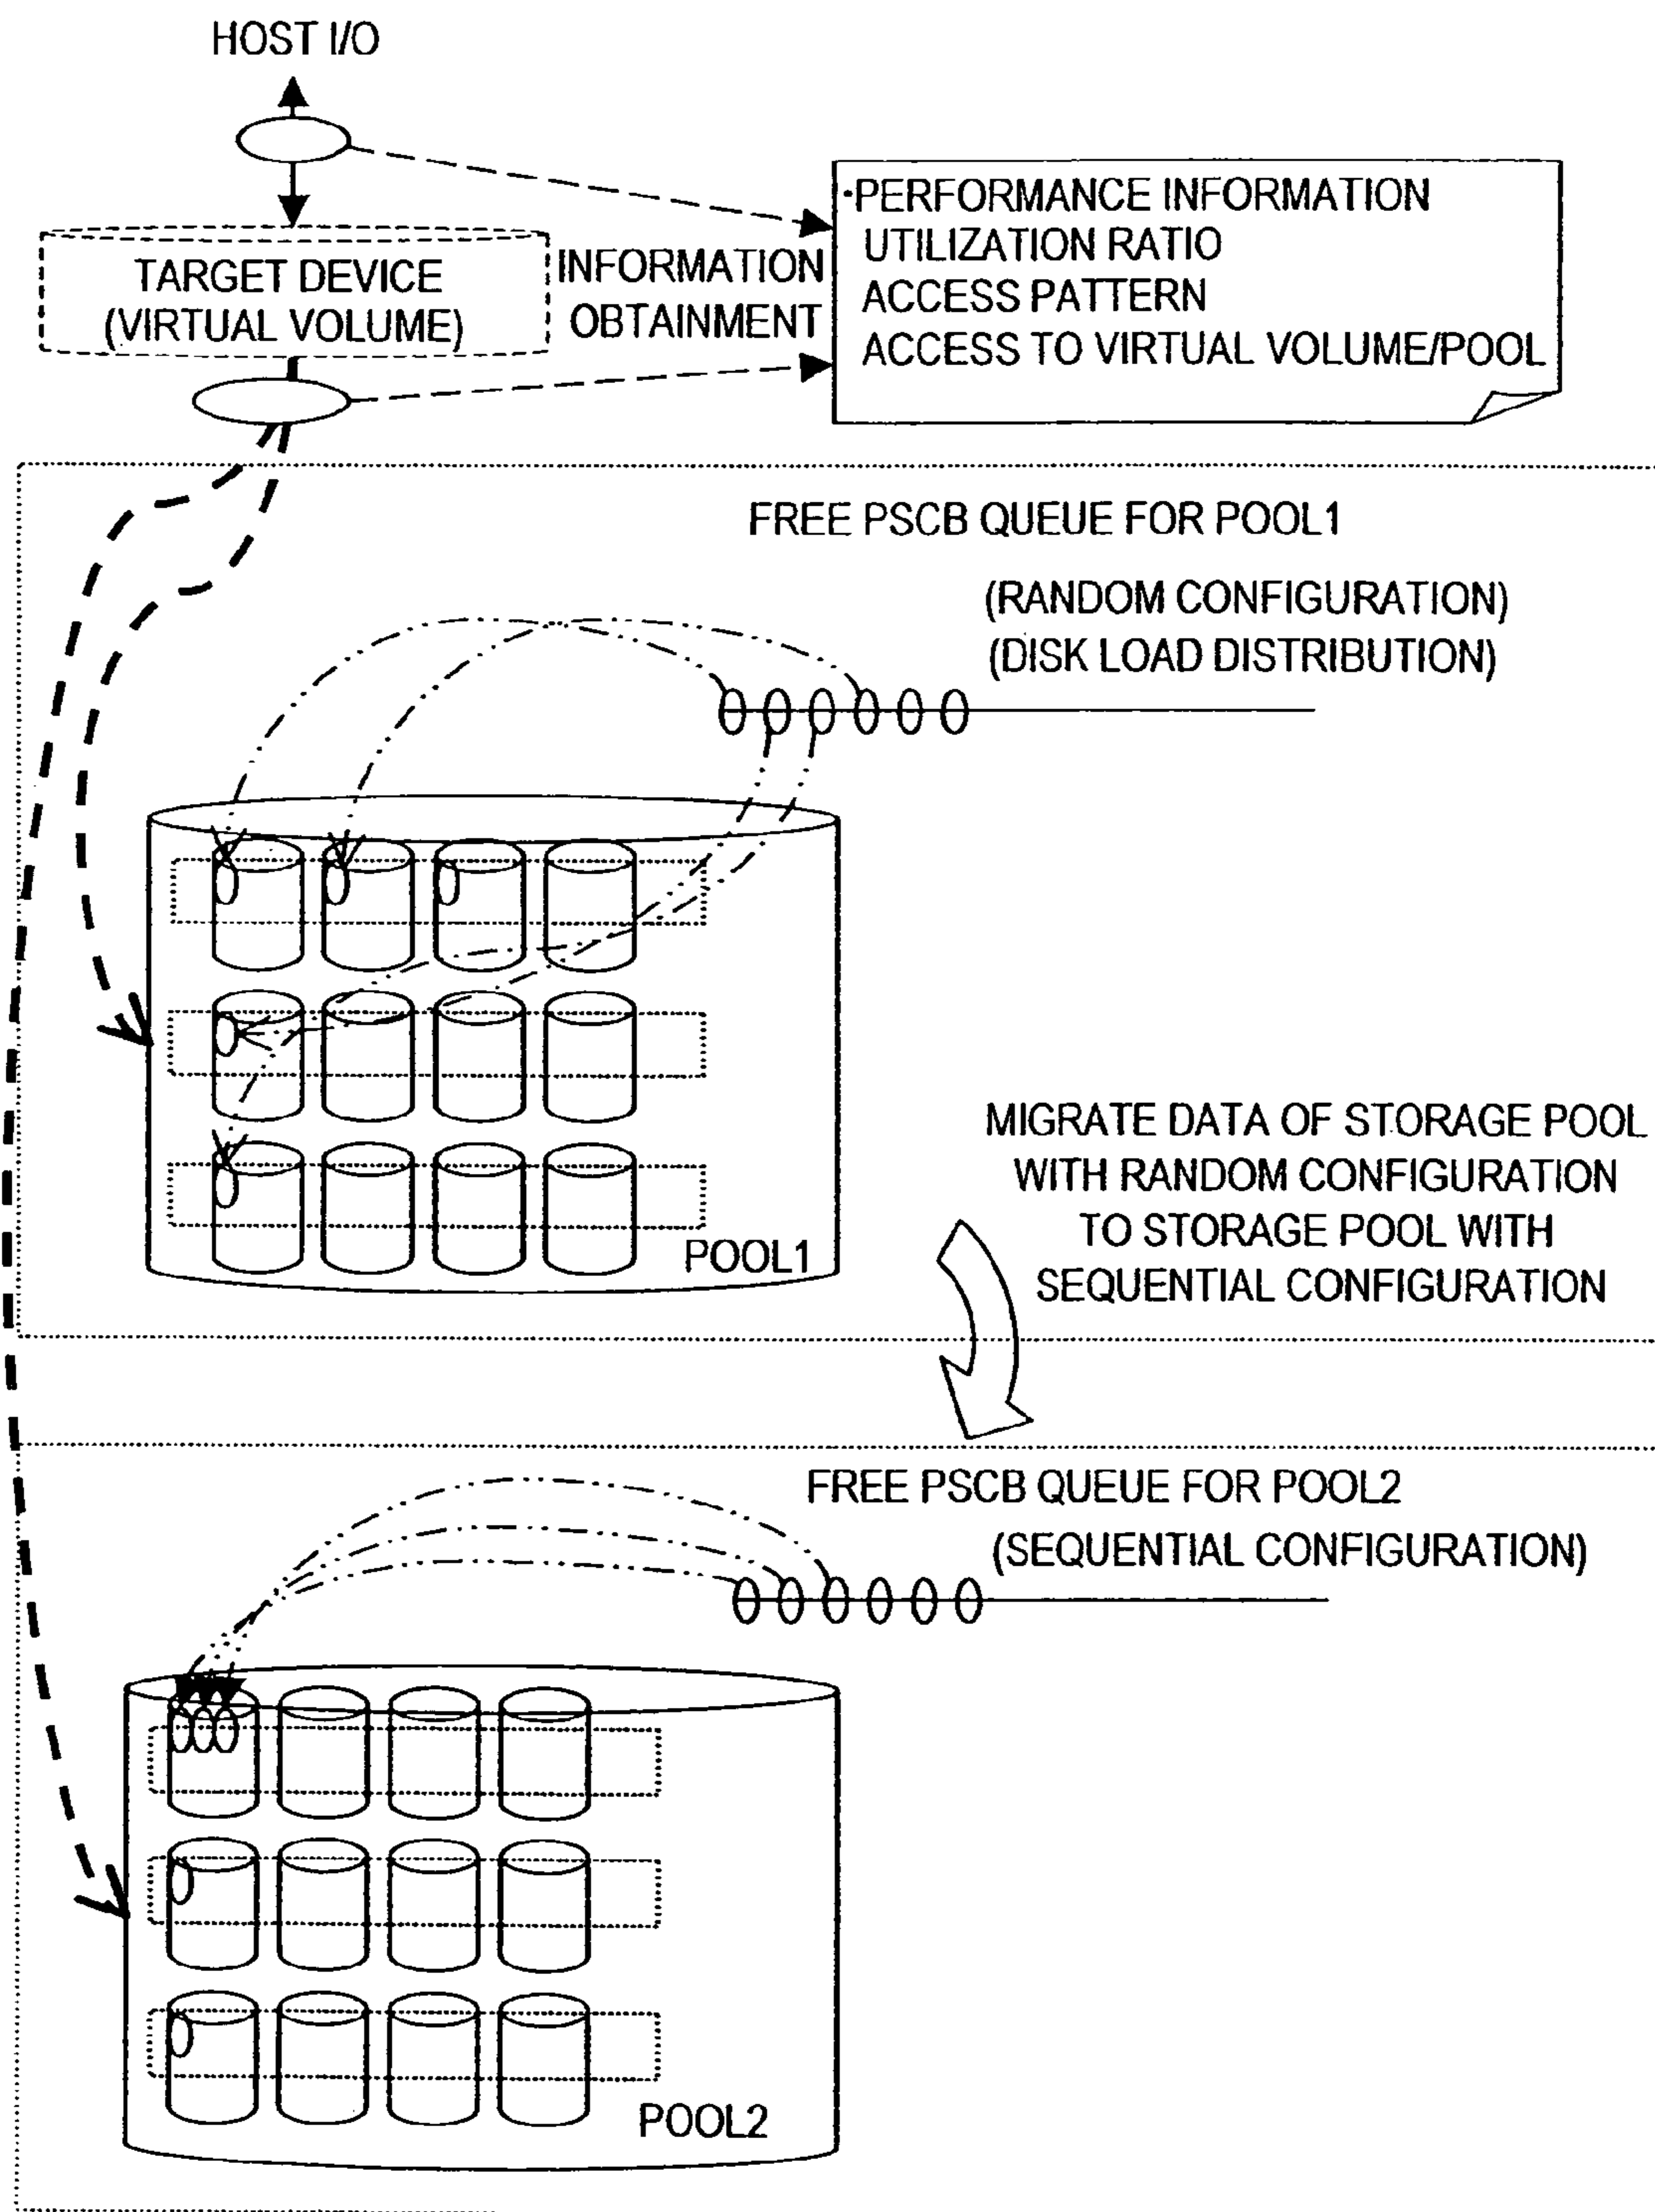 HOST I/O
TARGET DEVICE
(VIRTUAL VOLUME)
INFORMATION
OBTAINMENT
·PERFORMANCE INFORMATION
UTILIZATION RATIO
ACCESS PATTERN
ACCESS TO VIRTUAL VOLUME/POOL
FREE PSCB QUEUE FOR POOL1
(RANDOM CONFIGURATION)
(DISK LOAD DISTRIBUTION)
POOL1
MIGRATE DATA OF STORAGE POOL
WITH RANDOM CONFIGURATION
TO STORAGE POOL WITH
SEQUENTIAL CONFIGURATION
FREE PSCB QUEUE FOR POOL2
(SEQUENTIAL CONFIGURATION)
POOL2